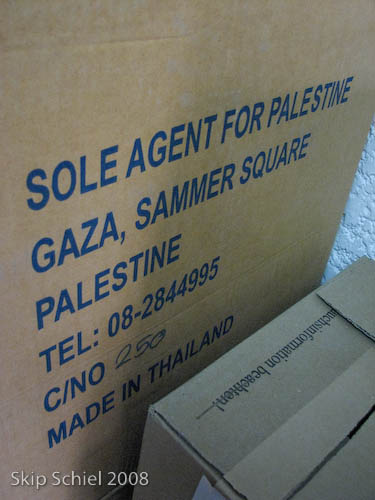 SOLE AGENT FOR PALESTINE
GAZA, SAMMER SQUARE
PALESTINE
TEL: 08-2844995
C/NO 250
MADE IN THAILAND
beachten!
Skip Schiel 2008